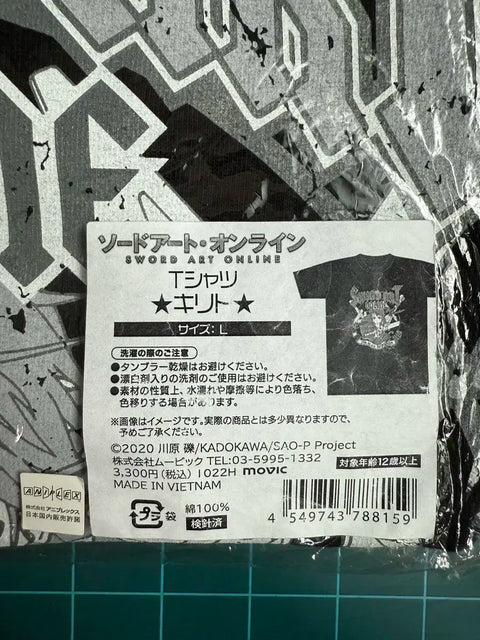 ソードアート・オンライン
SWORD ART ONLINE
Tシャツ
★キリト★
サイズ:L
洗濯の際のご注意
●タンブラー乾燥はお避けください。
●漂白剤入りの洗剤のご使用はお避けください。
●素材の性質上、水濡れや摩擦等により色落ち、
色移りする場合があります。
※画像はイメージです。実際の商品とは多少異なりますので、
予めご了承ください。
©2020 川原 礫/KADOKAWA/SAO-P Project
株式会社ムービック TEL:03-5995-1332
3,300円(税込) 1022H movic
対象年齢12歳以上
MADE IN VIETNAM
プラ 袋
綿100%
検針済
4 549743 788159
ANIPLEX
株式会社アニプレックス
日本国内販売許諾